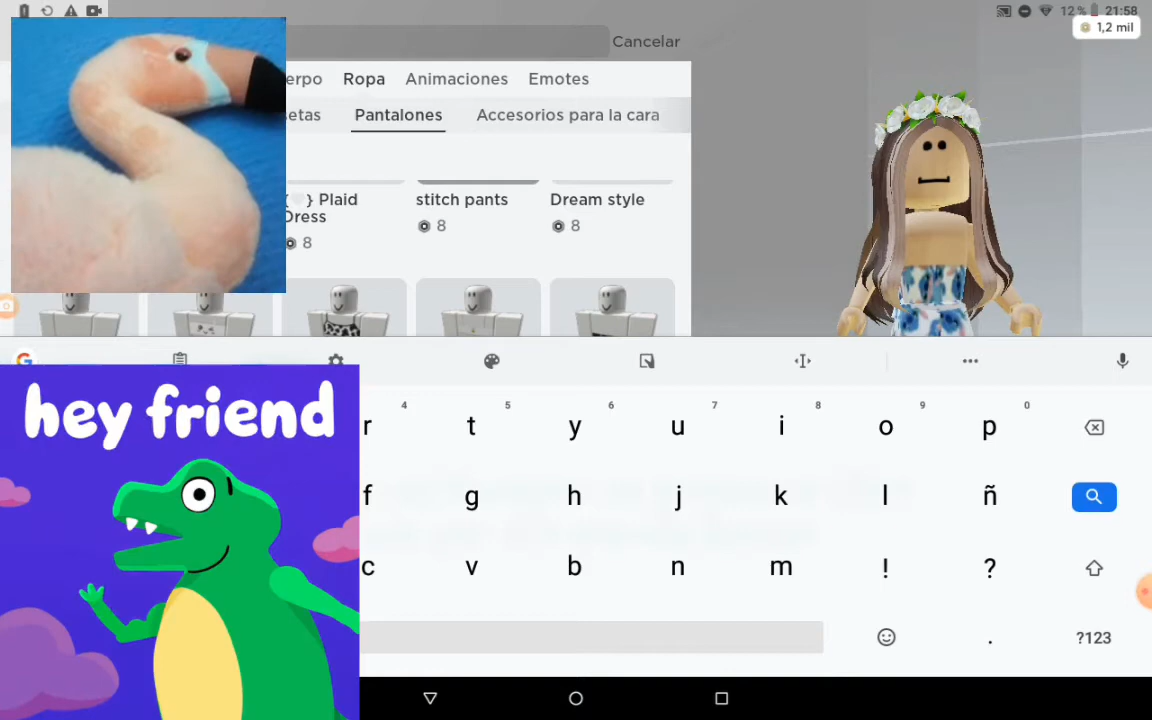 12% 21:58
1,2 mil
Cancelar
erpo Ropa Animaciones Emotes
setas Pantalones Accesorios para la cara
} Plaid
Dress
8
stitch pants
8
Dream style
8
G
hey friend
4 5 6 7 8 9 0
r t y u i o p
f g h j k l ñ
c v b n m ! ?
. ?123